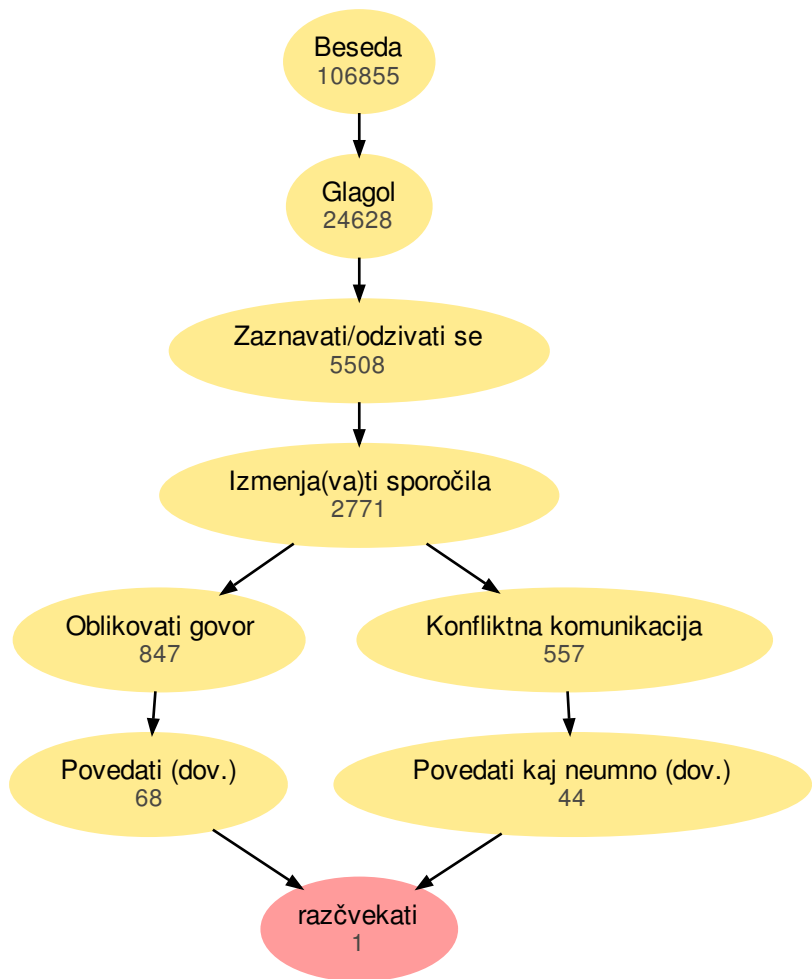 Beseda
106855
Glagol
24628
Zaznavati/odzivati se
5508
Izmenja(va)ti sporočila
2771
Oblikovati govor
847
Konfliktna komunikacija
557
Povedati (dov.)
68
Povedati kaj neumno (dov.)
44
razčvekati
1